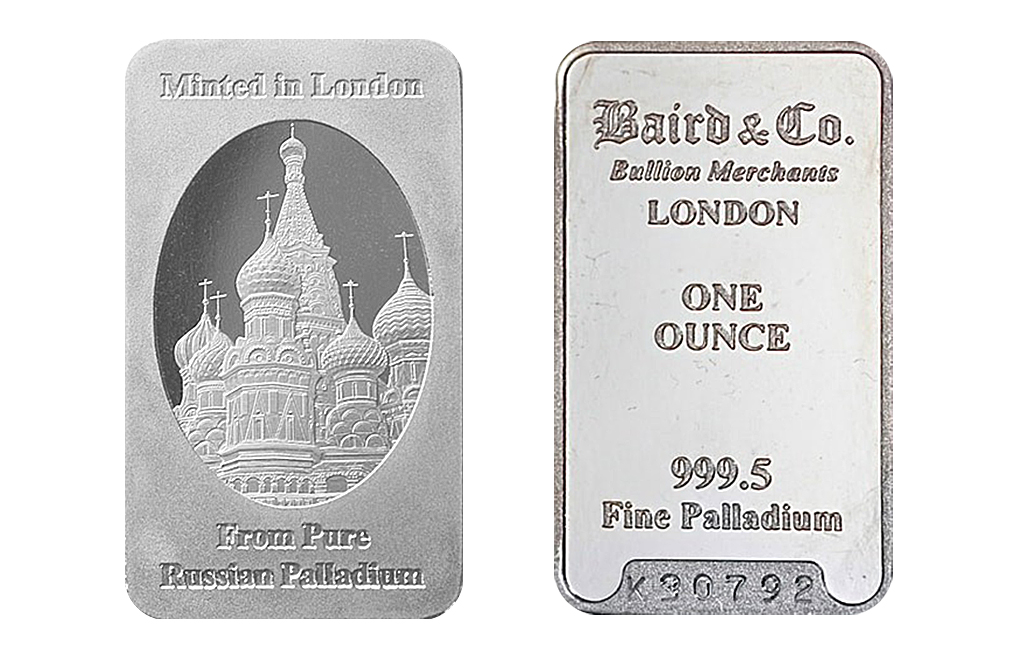 Minted in London
From Pure
Russian Palladium
Baird & Co.
Bullion Merchants
LONDON
ONE
OUNCE
999.5
Fine Palladium
K30792